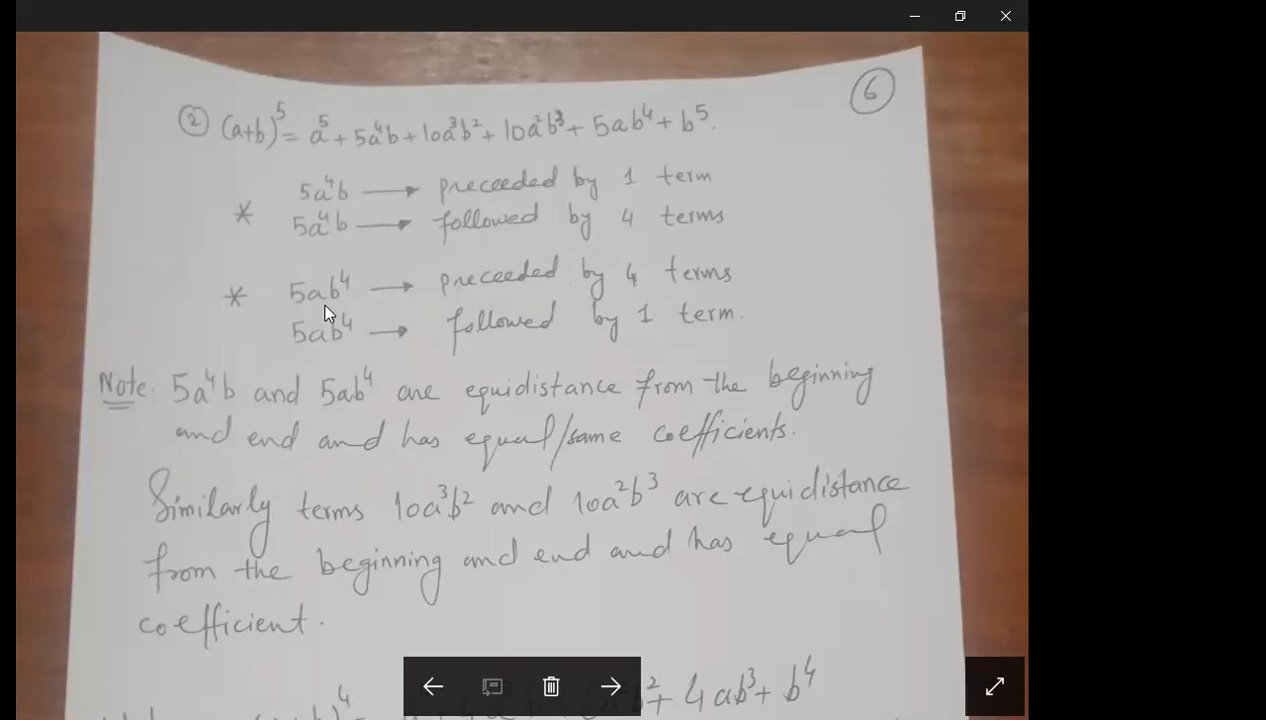 6
② (a+b)⁵ = a⁵ + 5a⁴b + 10a³b² + 10a²b³ + 5ab⁴ + b⁵.
5a⁴b → preceeded by 1 term
* 5a⁴b → followed by 4 terms
* 5ab⁴ → preceeded by 4 terms
5ab⁴ → followed by 1 term.
Note: 5a⁴b and 5ab⁴ are equidistance from the beginning
and end and has equal/same coefficients.
Similarly terms 10a³b² and 10a²b³ are equidistance
from the beginning and end and has equal
coefficient.
+ 4ab³ + b⁴